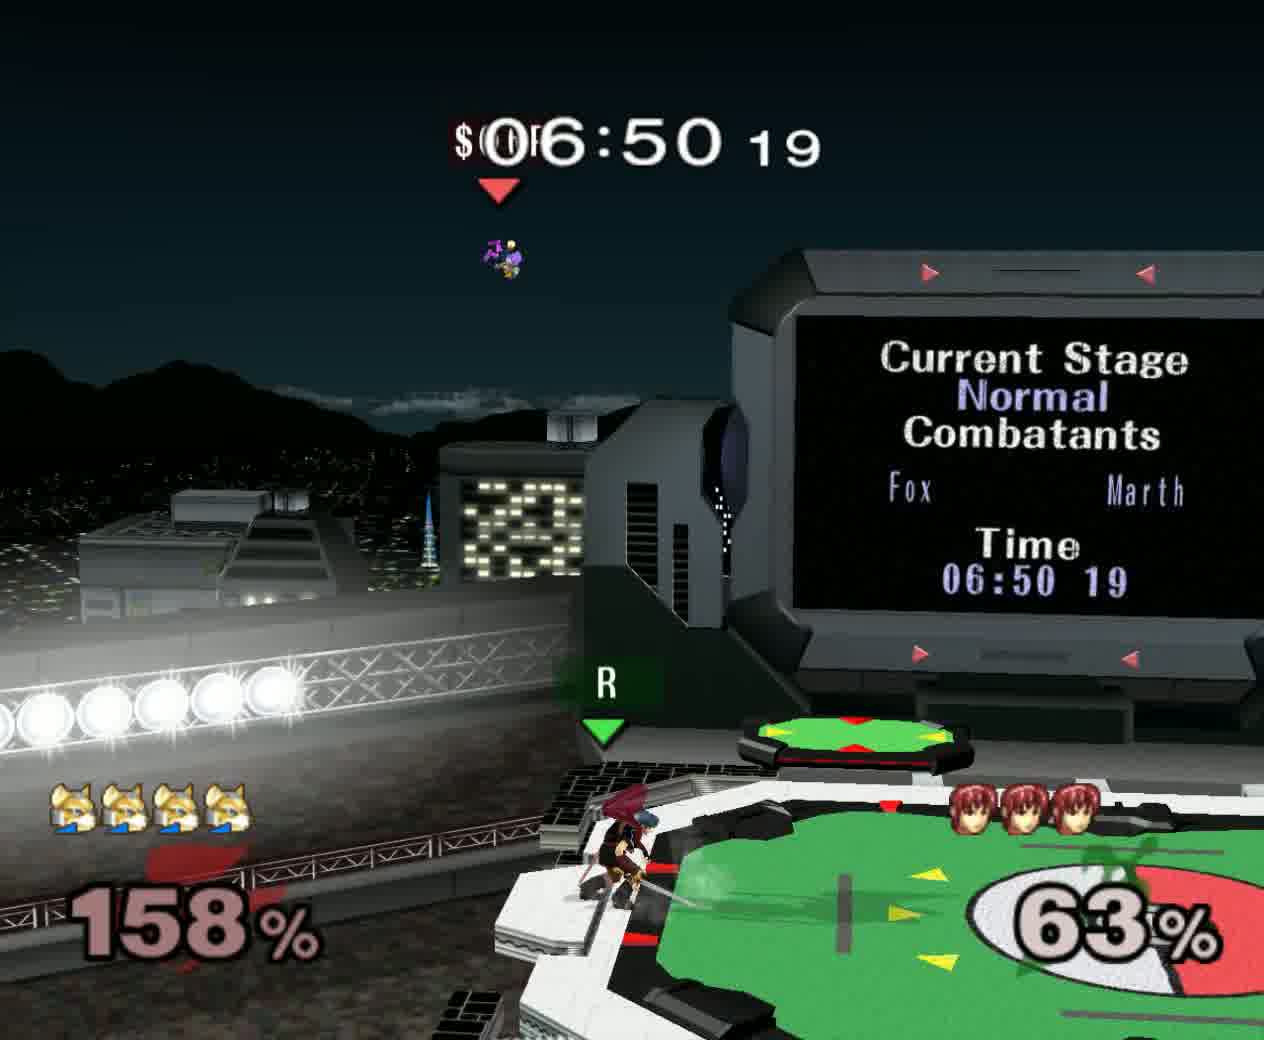 06:50 19
Current Stage
Normal
Combatants
Fox Marth
Time
06:50 19
R
158%
63%